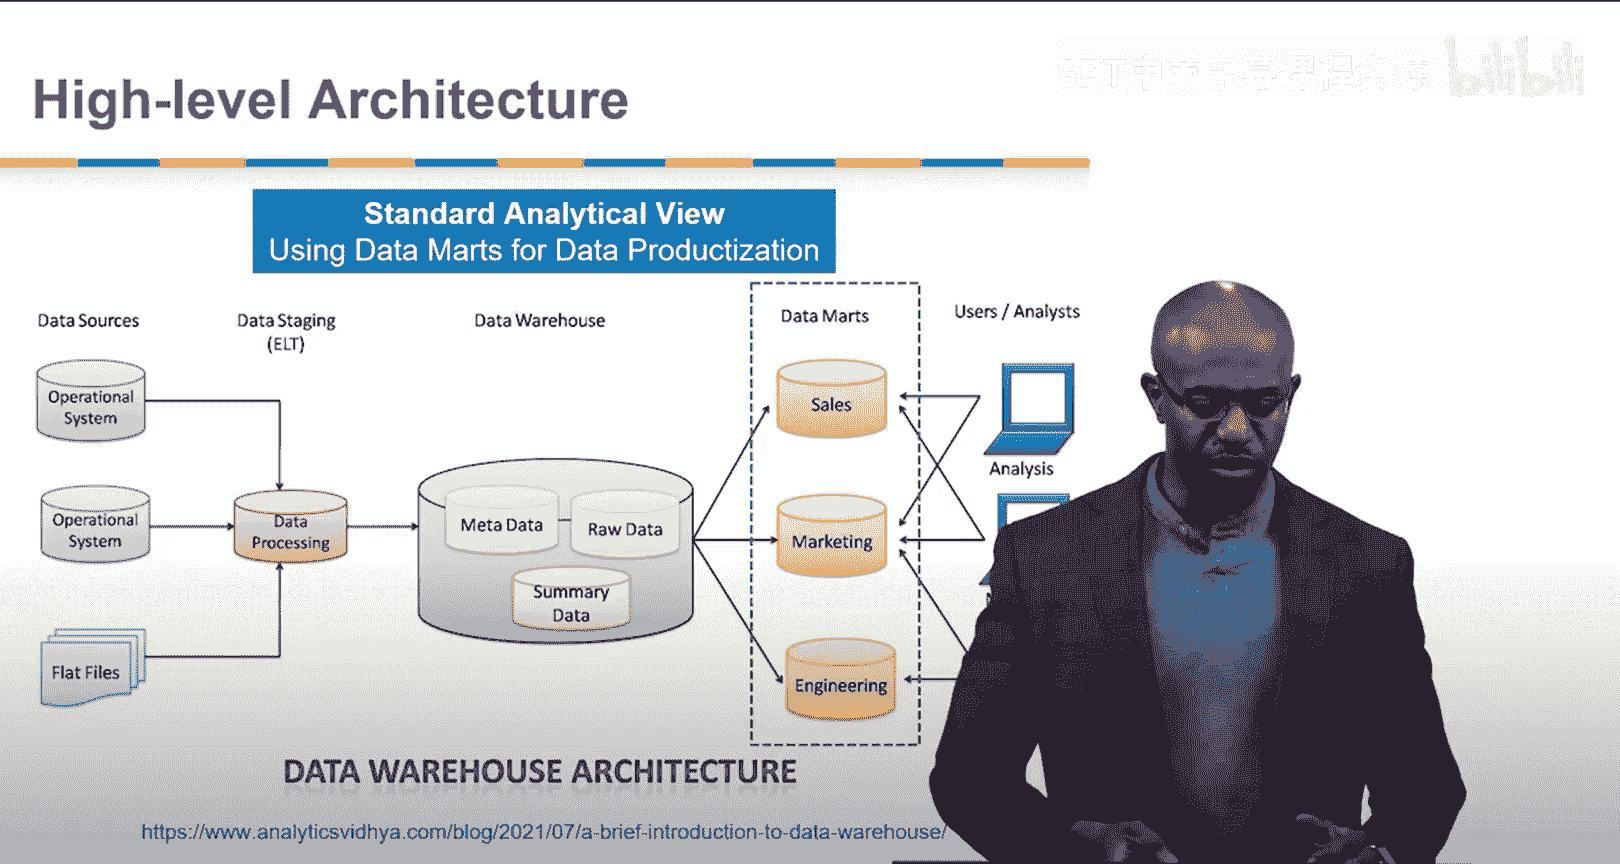 High-level Architecture
bilibili
Standard Analytical View
Using Data Marts for Data Productization
Data Sources
Data Staging
(ELT)
Data Warehouse
Data Marts
Users / Analysts
Operational
System
Sales
Analysis
Operational
System
Data
Processing
Meta Data
Raw Data
Summary
Data
Marketing
Flat Files
Engineering
DATA WAREHOUSE ARCHITECTURE
https://www.analyticsvidhya.com/blog/2021/07/a-brief-introduction-to-data-warehouse/